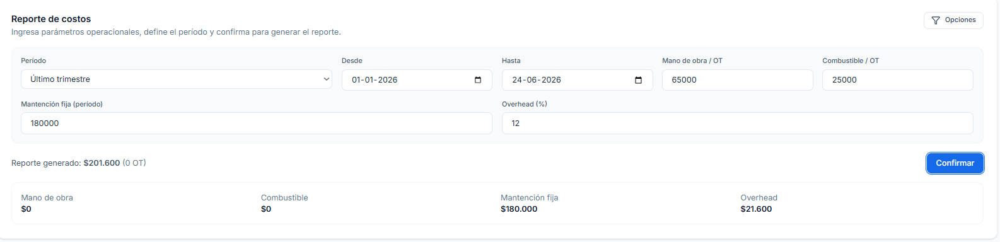 Reporte de costos
Ingresa parámetros operacionales, define el período y confirma para generar el reporte.
Opciones
Período
Desde
Hasta
Mano de obra / OT
Combustible / OT
Último trimestre
01-01-2026
24-06-2026
65000
25000
Mantención fija (período)
Overhead (%)
180000
12
Reporte generado: $201.600 (0 OT)
Confirmar
Mano de obra
Combustible
Mantención fija
Overhead
$0
$0
$180.000
$21.600